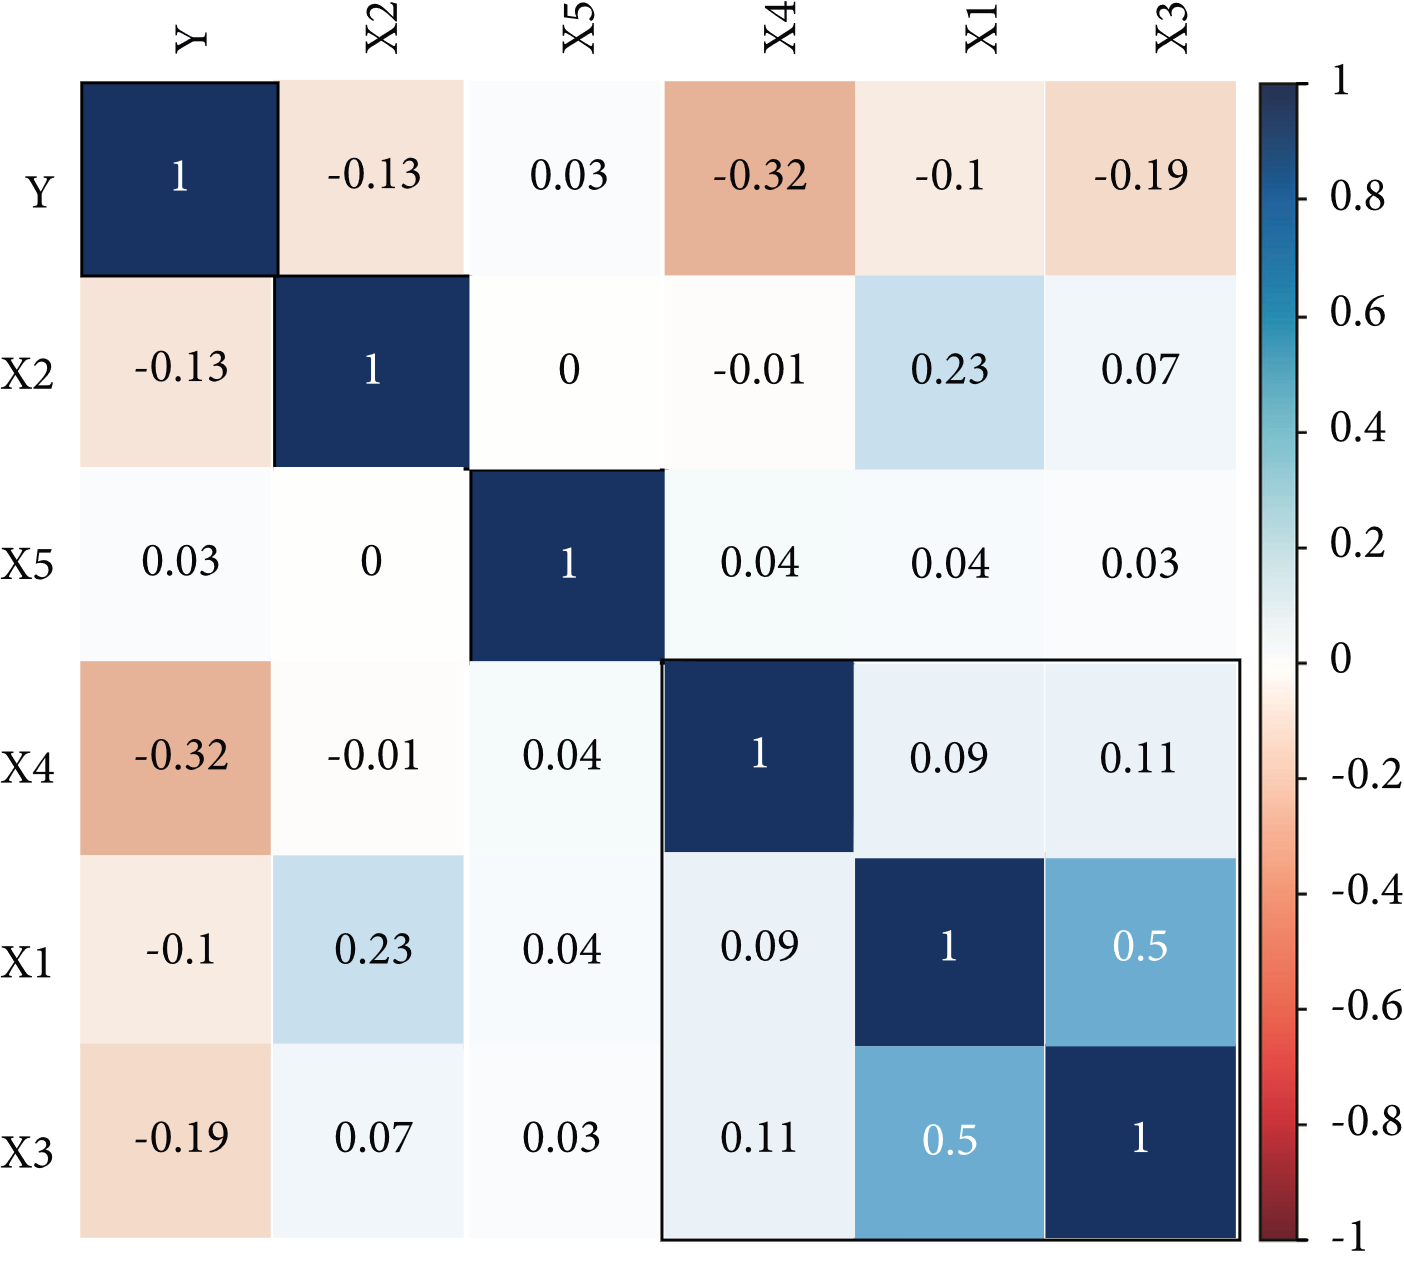 Y X2 X5 X4 X1 X3
Y 1 -0.13 0.03 -0.32 -0.1 -0.19
X2 -0.13 1 0 -0.01 0.23 0.07
X5 0.03 0 1 0.04 0.04 0.03
X4 -0.32 -0.01 0.04 1 0.09 0.11
X1 -0.1 0.23 0.04 0.09 1 0.5
X3 -0.19 0.07 0.03 0.11 0.5 1
1
0.8
0.6
0.4
0.2
0
-0.2
-0.4
-0.6
-0.8
-1